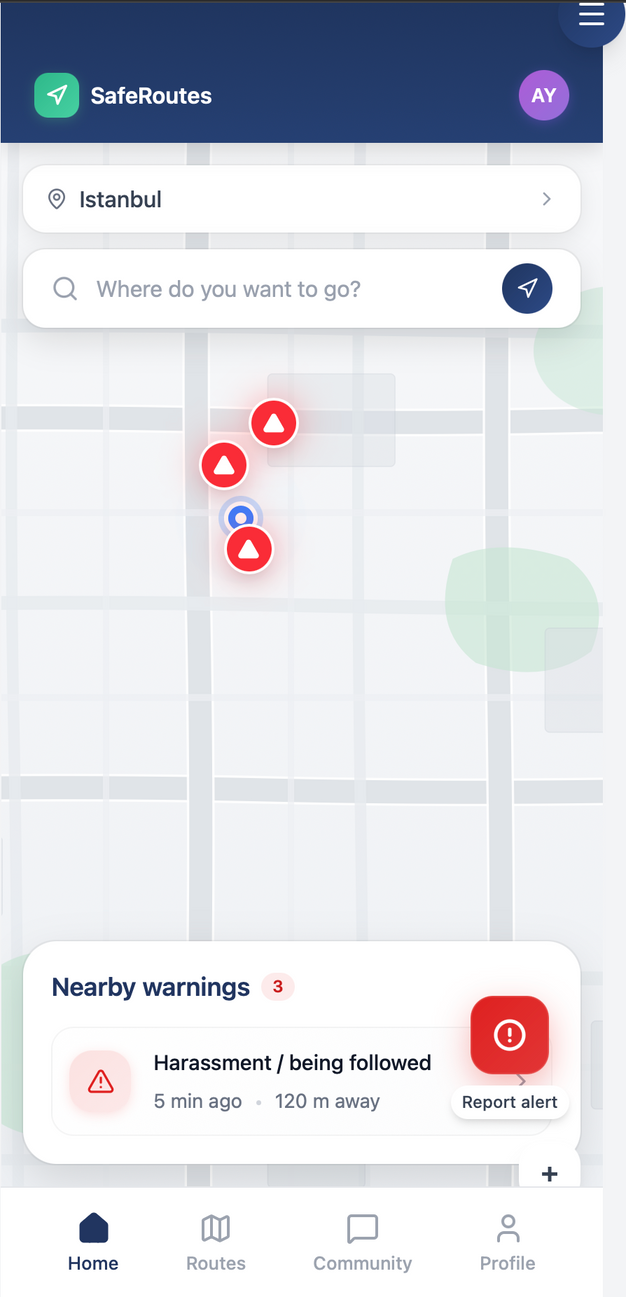 SafeRoutes
AY
Istanbul
Where do you want to go?
Nearby warnings 3
Harassment / being followed
5 min ago • 120 m away
Report alert
+
Home Routes Community Profile